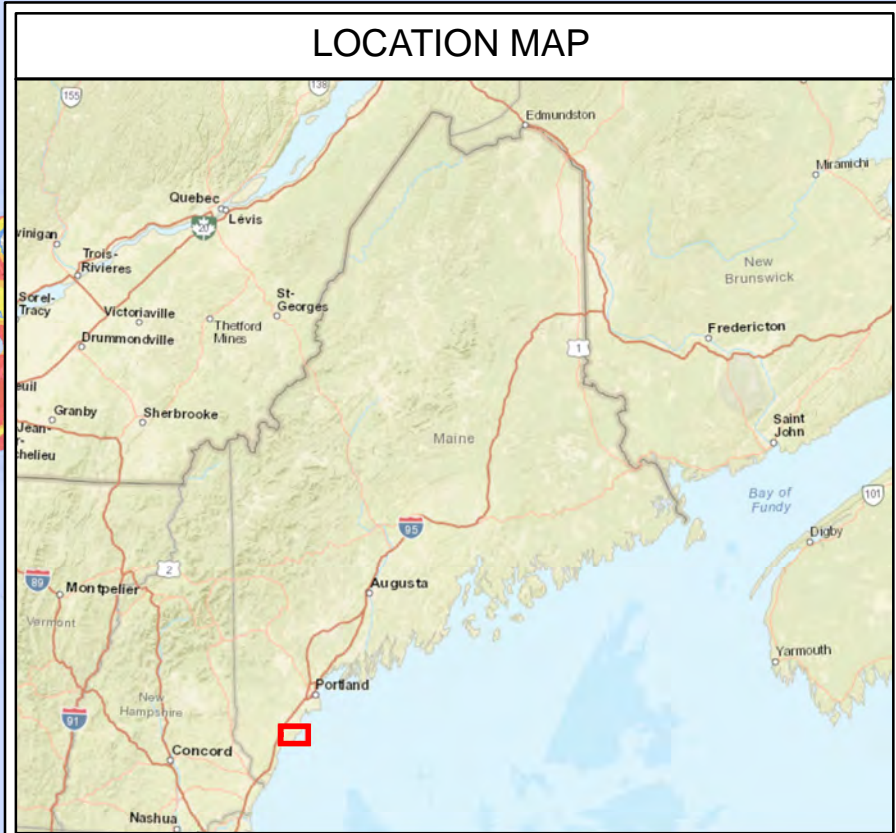 LOCATION MAP
155
138
Edmundston
Miramichi
Quebec
Lévis
20
vinigan
Trois-
Rivieres
New
Brunswick
Sorel-
Tracy
Victoriaville
St-
Georges
Thetford
Mines
Drummondville
Fredericton
1
euil
Granby
Sherbrooke
Saint
John
Jean-
r-
chelieu
Maine
Bay of
Fundy
101
95
Digby
2
89
Montpelier
Augusta
Vermont
Yarmouth
Portland
New
Hampshire
91
Concord
Nashua